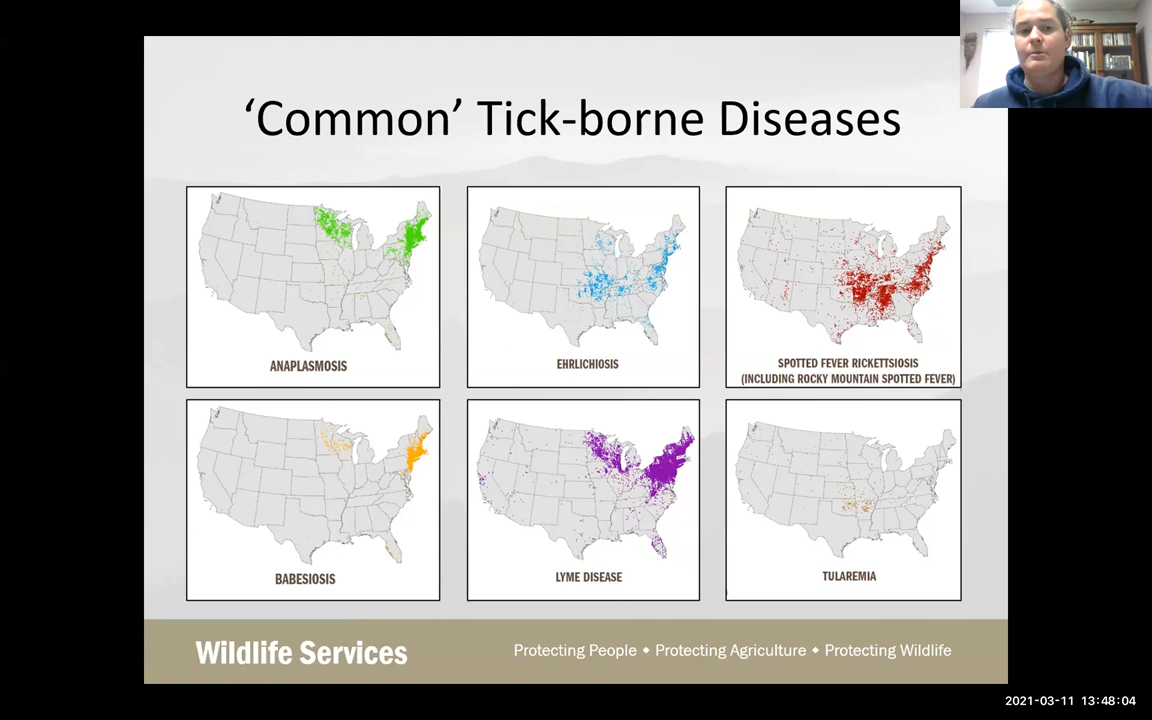 ‘Common’ Tick-borne Diseases
ANAPLASMOSIS
EHRLICHIOSIS
SPOTTED FEVER RICKETTSIOSIS
(INCLUDING ROCKY MOUNTAIN SPOTTED FEVER)
BABESIOSIS
LYME DISEASE
TULAREMIA
Wildlife Services
Protecting People ◆ Protecting Agriculture ◆ Protecting Wildlife
2021-03-11 13:48:04